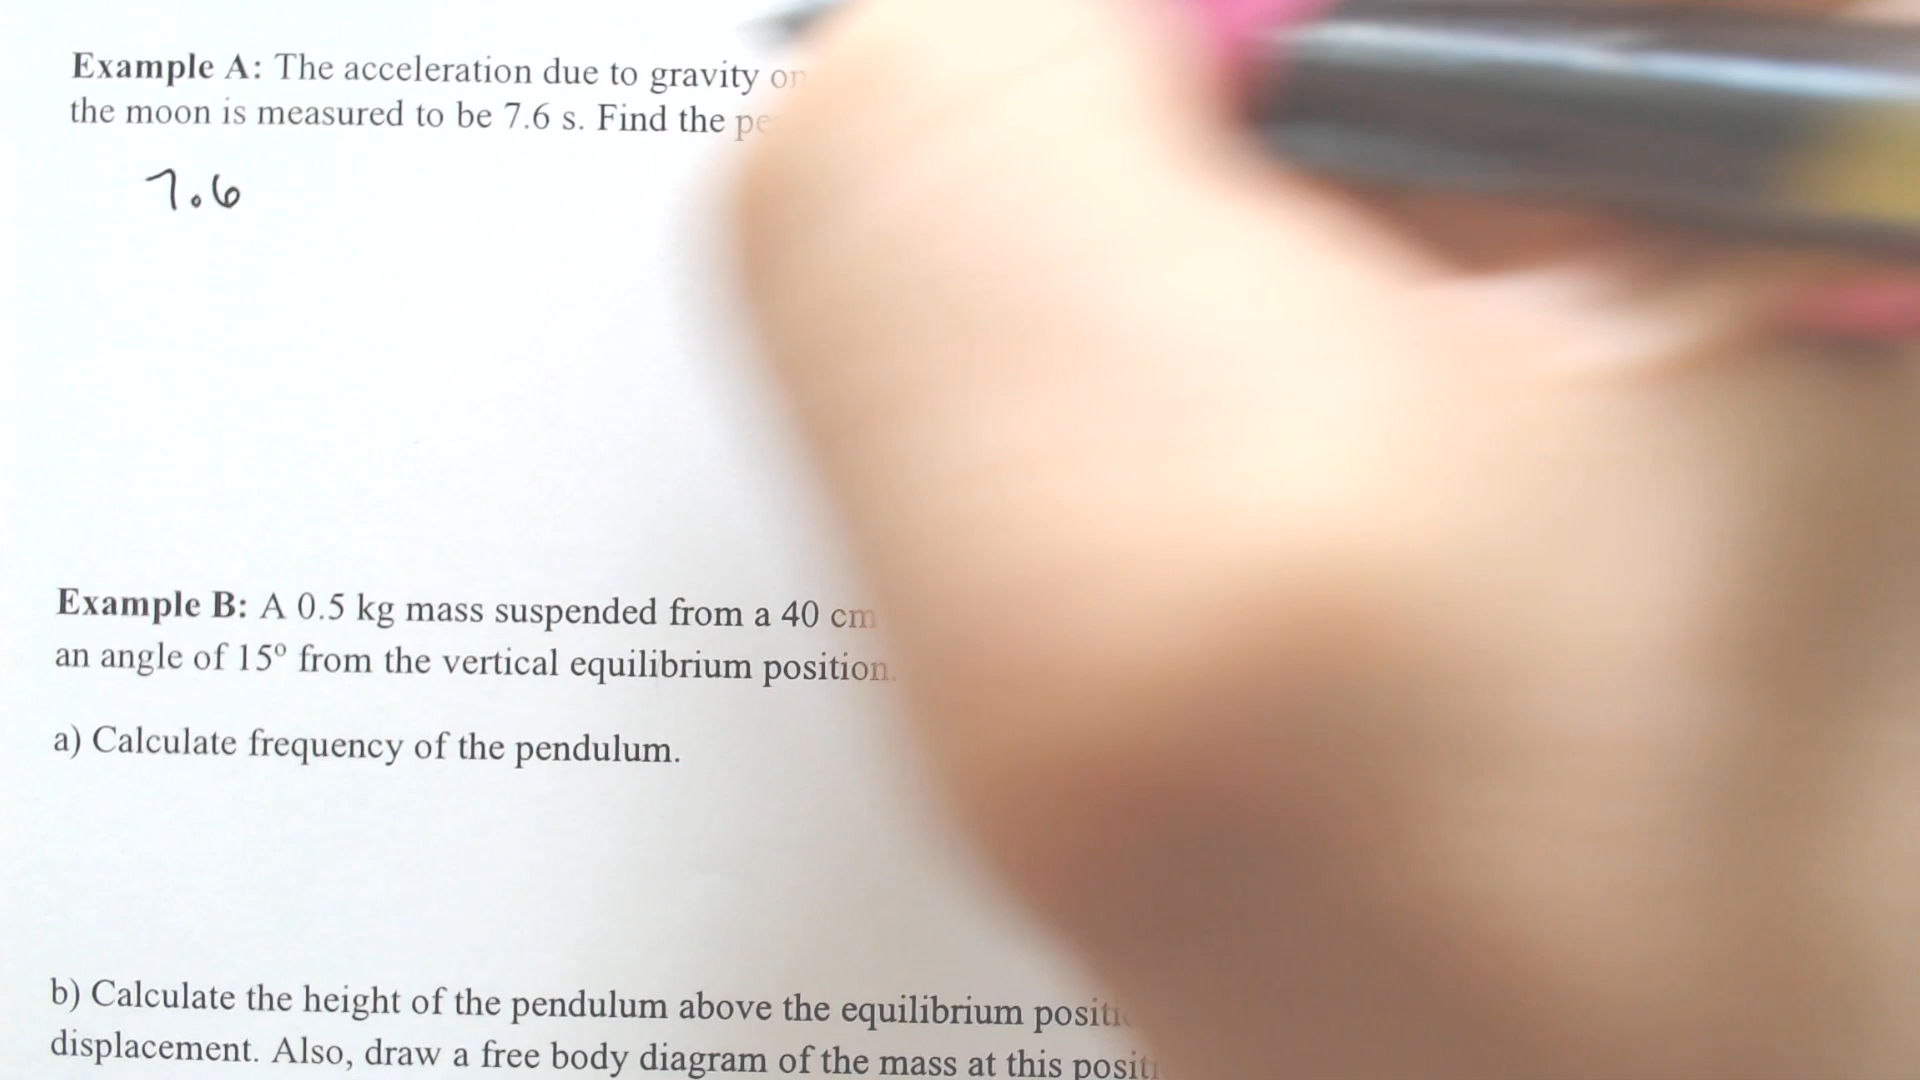 Example A: The acceleration due to gravity on
the moon is measured to be 7.6 s. Find the
7.6
Example B: A 0.5 kg mass suspended from a 40 cm
an angle of 15º from the vertical equilibrium position.
a) Calculate frequency of the pendulum.
b) Calculate the height of the pendulum above the equilibrium
displacement. Also, draw a free body diagram of the mass at this